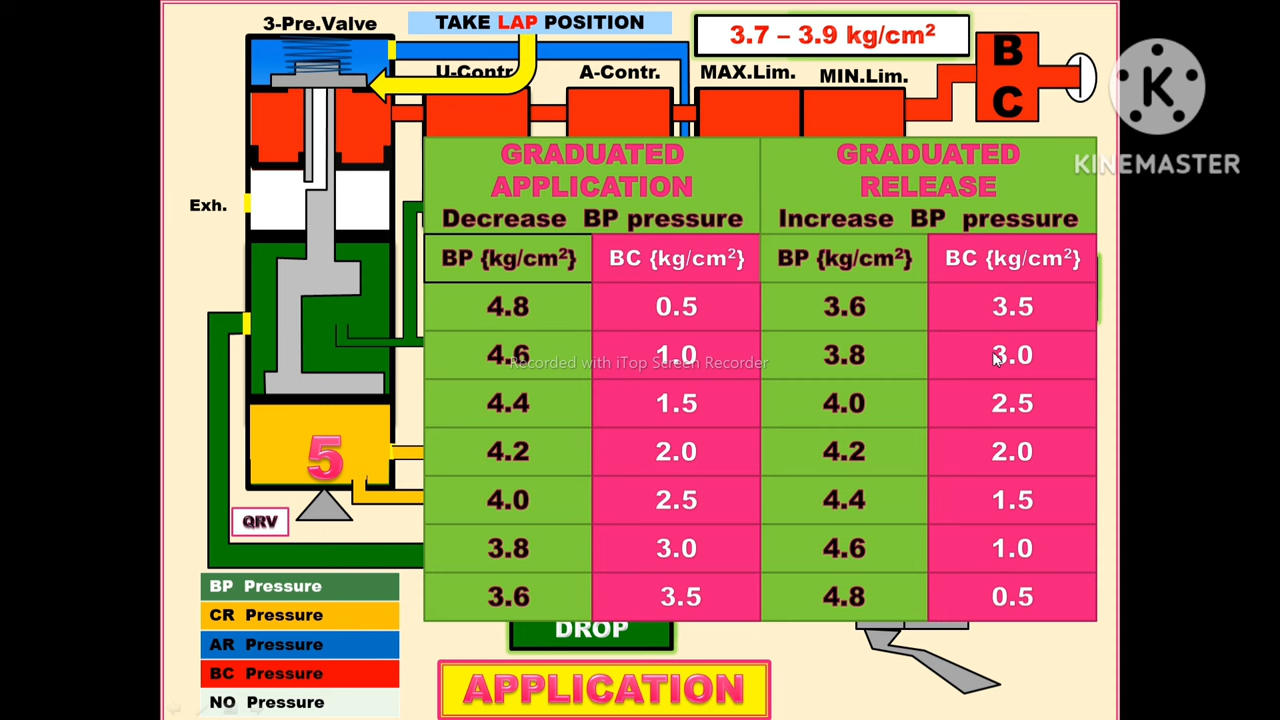 3-Pre.Valve
TAKE LAP POSITION
3.7 – 3.9 kg/cm²
U-Contr.
A-Contr.
MAX.Lim.
MIN.Lim.
B
C
K
KINEMASTER
Exh.
GRADUATED APPLICATION
Decrease BP pressure
GRADUATED RELEASE
Increase BP pressure
BP {kg/cm²} BC {kg/cm²} BP {kg/cm²} BC {kg/cm²}
4.8 0.5 3.6 3.5
4.6 1.0 3.8 3.0
Recorded with iTop Screen Recorder
4.4 1.5 4.0 2.5
4.2 2.0 4.2 2.0
4.0 2.5 4.4 1.5
3.8 3.0 4.6 1.0
3.6 3.5 4.8 0.5
5
QRV
BP Pressure
CR Pressure
AR Pressure
BC Pressure
NO Pressure
DROP
APPLICATION